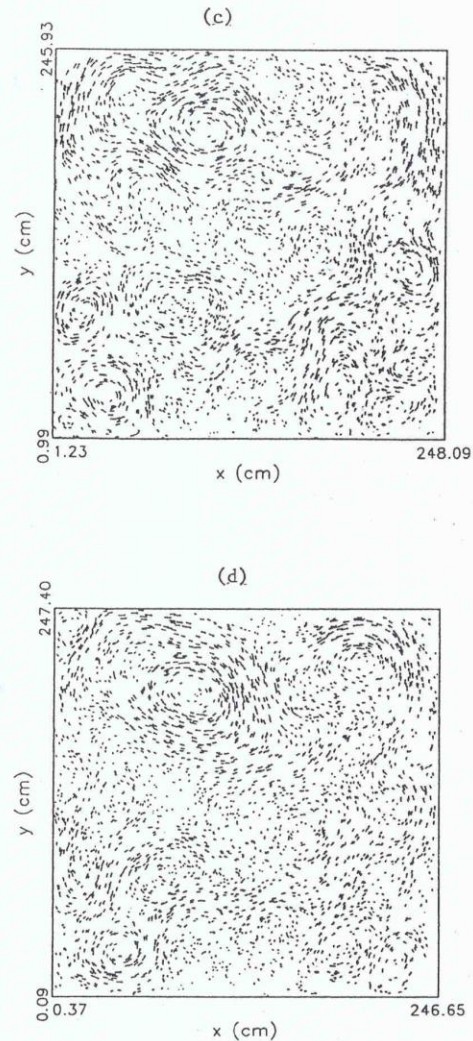 (c)
245.93
y (cm)
0.99
1.23
248.09
x (cm)
(d)
247.40
y (cm)
0.09
0.37
246.65
x (cm)